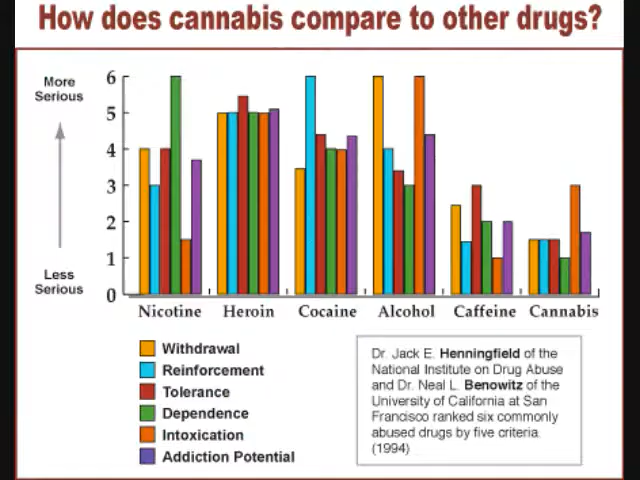 How does cannabis compare to other drugs?
More
Serious
Less
Serious
6
5
4
3
2
1
0
Nicotine Heroin Cocaine Alcohol Caffeine Cannabis
Withdrawal
Reinforcement
Tolerance
Dependence
Intoxication
Addiction Potential
Dr. Jack E. Henningfield of the
National Institute on Drug Abuse
and Dr. Neal L. Benowitz of the
University of California at San
Francisco ranked six commonly
abused drugs by five criteria.
(1994)